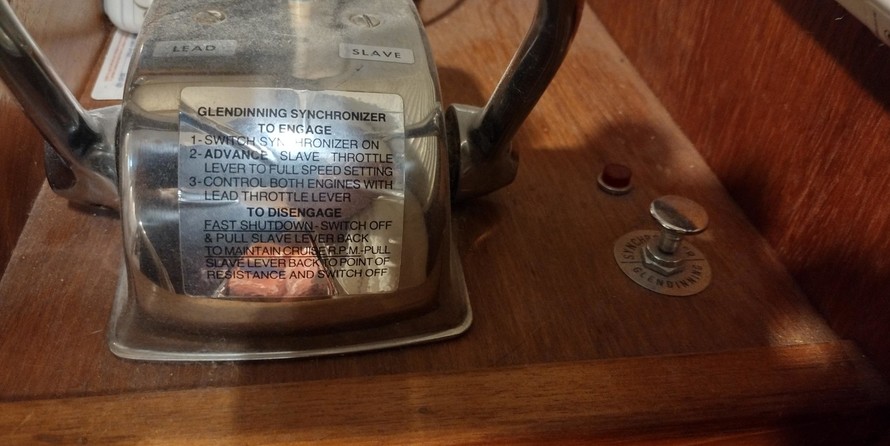 LEAD
SLAVE
GLENDINNING SYNCHRONIZER
TO ENGAGE
1- SWITCH SYNCHRONIZER ON
2- ADVANCE SLAVE THROTTLE
LEVER TO FULL SPEED SETTING
3- CONTROL BOTH ENGINES WITH
LEAD THROTTLE LEVER
TO DISENGAGE
FAST SHUTDOWN-SWITCH OFF
& PULL SLAVE LEVER BACK
TO MAINTAIN CRUISE R.P.M.-PULL
SLAVE LEVER BACK TO POINT OF
RESISTANCE AND SWITCH OFF
GLENDINNING